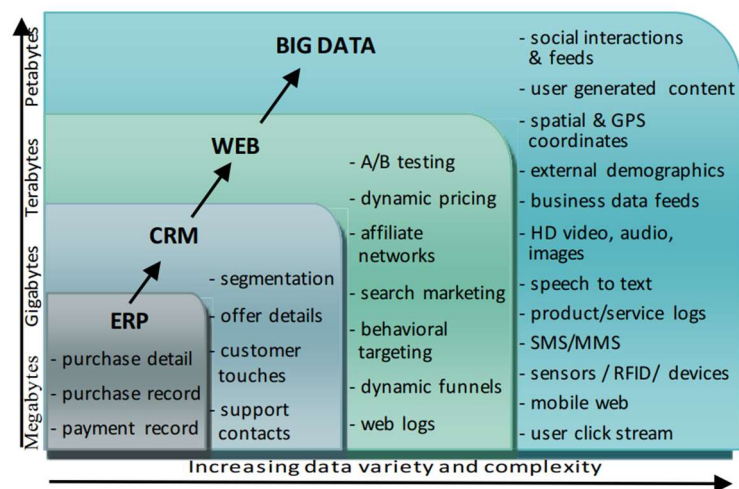 Petabytes
Terabytes
Gigabytes
Megabytes
BIG DATA
WEB
CRM
ERP
- purchase detail
- purchase record
- payment record
- segmentation
- offer details
- customer
touches
- support
contacts
- A/B testing
- dynamic pricing
- affiliate
networks
- search marketing
- behavioral
targeting
- dynamic funnels
- web logs
- social interactions
& feeds
- user generated content
- spatial & GPS
coordinates
- external demographics
- business data feeds
- HD video, audio,
images
- speech to text
- product/service logs
- SMS/MMS
- sensors / RFID/ devices
- mobile web
- user click stream
Increasing data variety and complexity